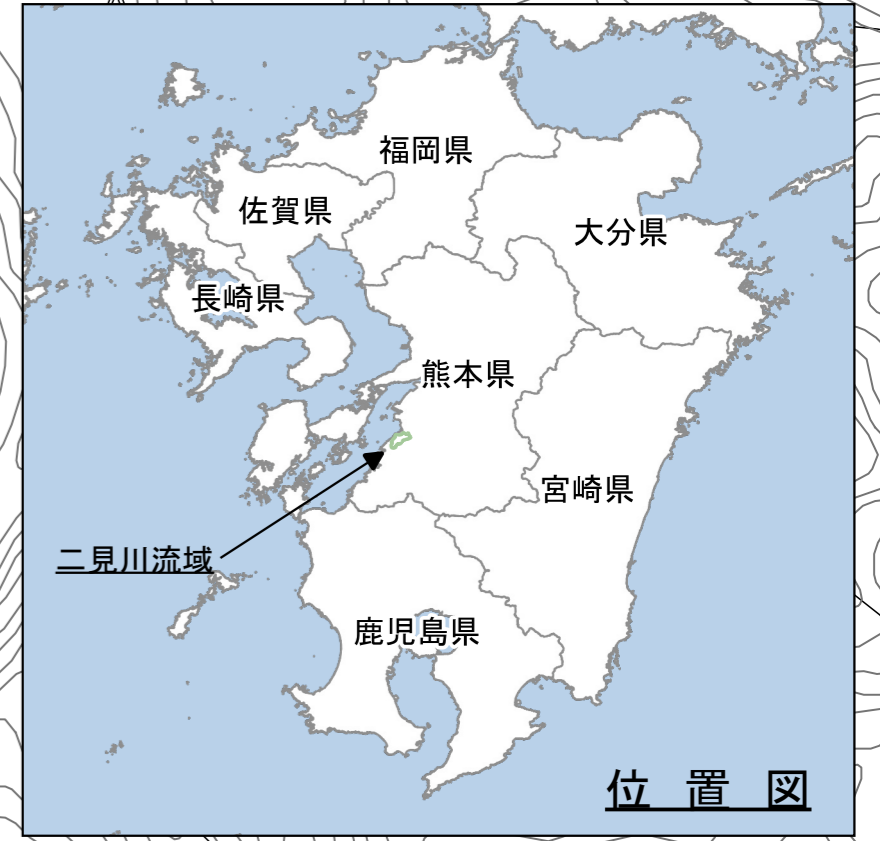 福岡県
佐賀県
大分県
長崎県
熊本県
宮崎県
二見川流域
鹿児島県
位置図